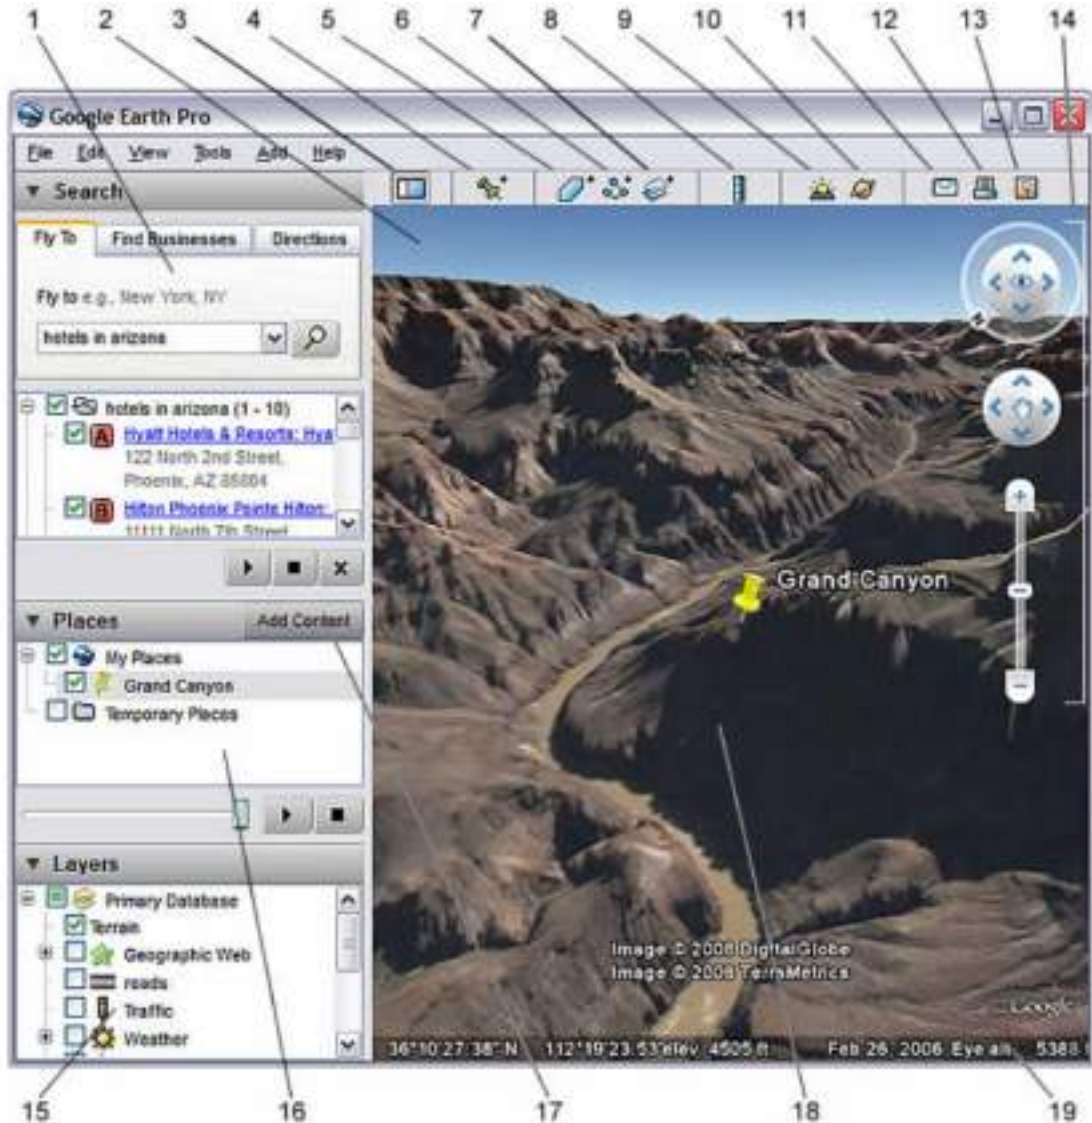 1 2 3 4 5 6 7 8 9 10 11 12 13 14
Google Earth Pro
File Edit View Tools Add Help
Search
Fly To Find Businesses Directions
Fly to e.g., New York, NY
hotels in arizona
hotels in arizona (1 - 10)
A Hyatt Hotels & Resorts: Hya
122 North 2nd Street,
Phoenix, AZ 85004
B Hilton Phoenix Pointe Hilton:
11111 North 7th Street
Grand Canyon
Places Add Content
My Places
Grand Canyon
Temporary Places
Layers
Primary Database
Terrain
Geographic Web
roads
Traffic
Weather
Image © 2008 DigitalGlobe
Image © 2008 TerraMetrics
Google
36°10'27.38" N 112°19'23.53 elev 4505 ft Feb 26, 2006 Eye alt 5388
15 16 17 18 19